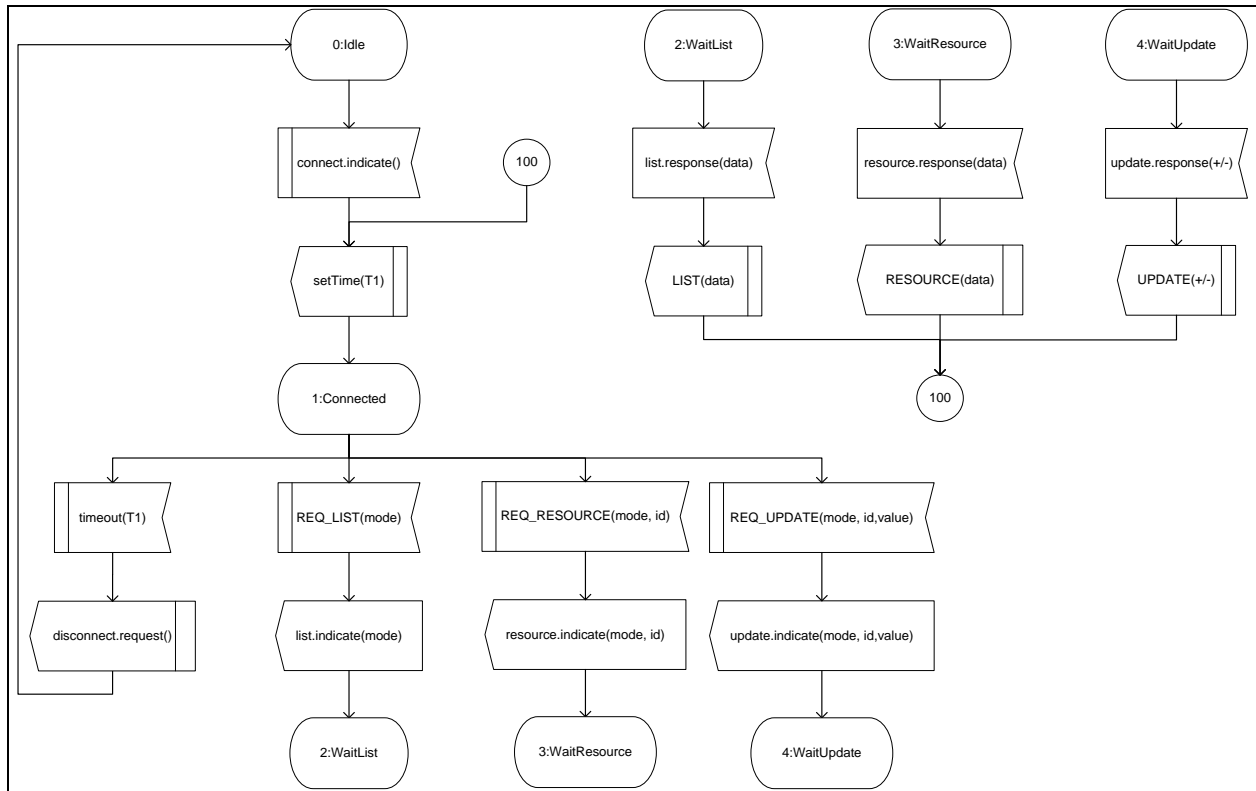 0:Idle
2:WaitList
3:WaitResource
4:WaitUpdate
connect.indicate()
100
list.response(data)
resource.response(data)
update.response(+/-)
setTime(T1)
LIST(data)
RESOURCE(data)
UPDATE(+/-)
1:Connected
100
timeout(T1)
REQ_LIST(mode)
REQ_RESOURCE(mode, id)
REQ_UPDATE(mode, id,value)
disconnect.request()
list.indicate(mode)
resource.indicate(mode, id)
update.indicate(mode, id,value)
2:WaitList
3:WaitResource
4:WaitUpdate